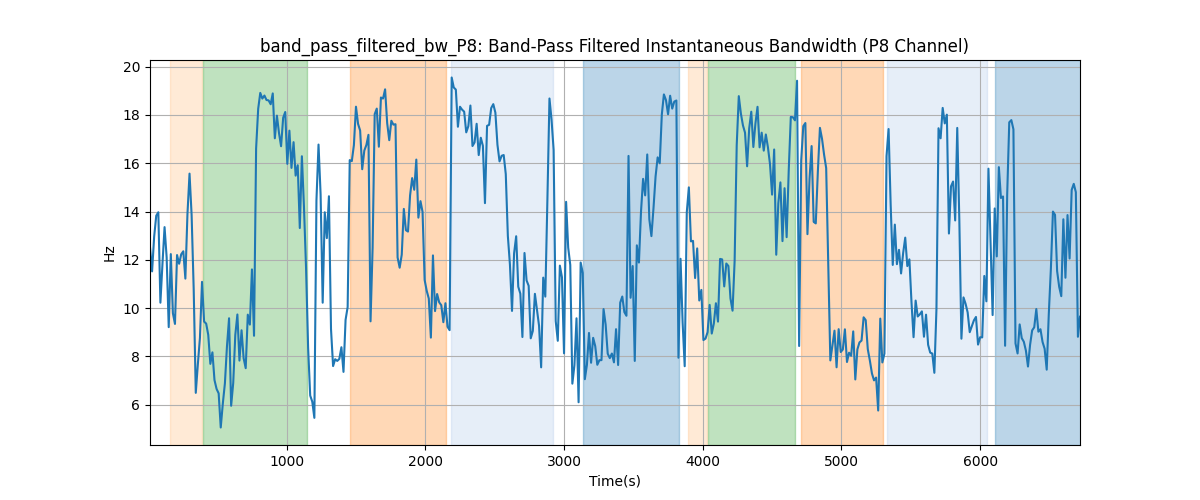 band_pass_filtered_bw_P8: Band-Pass Filtered Instantaneous Bandwidth (P8 Channel)
20
18
16
14
12
10
8
6
Hz
1000 2000 3000 4000 5000 6000
Time(s)